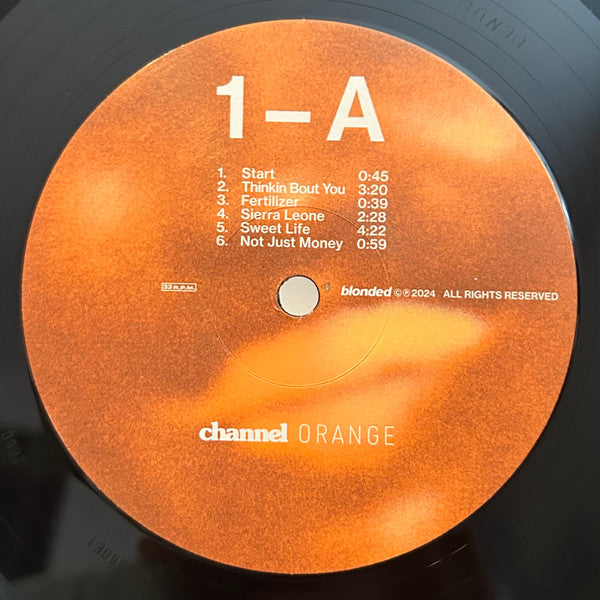 1–A
1. Start 0:45
2. Thinkin Bout You 3:20
3. Fertilizer 0:39
4. Sierra Leone 2:28
5. Sweet Life 4:22
6. Not Just Money 0:59
33 R.P.M. blonded ©℗ 2024 ALL RIGHTS RESERVED
channel ORANGE